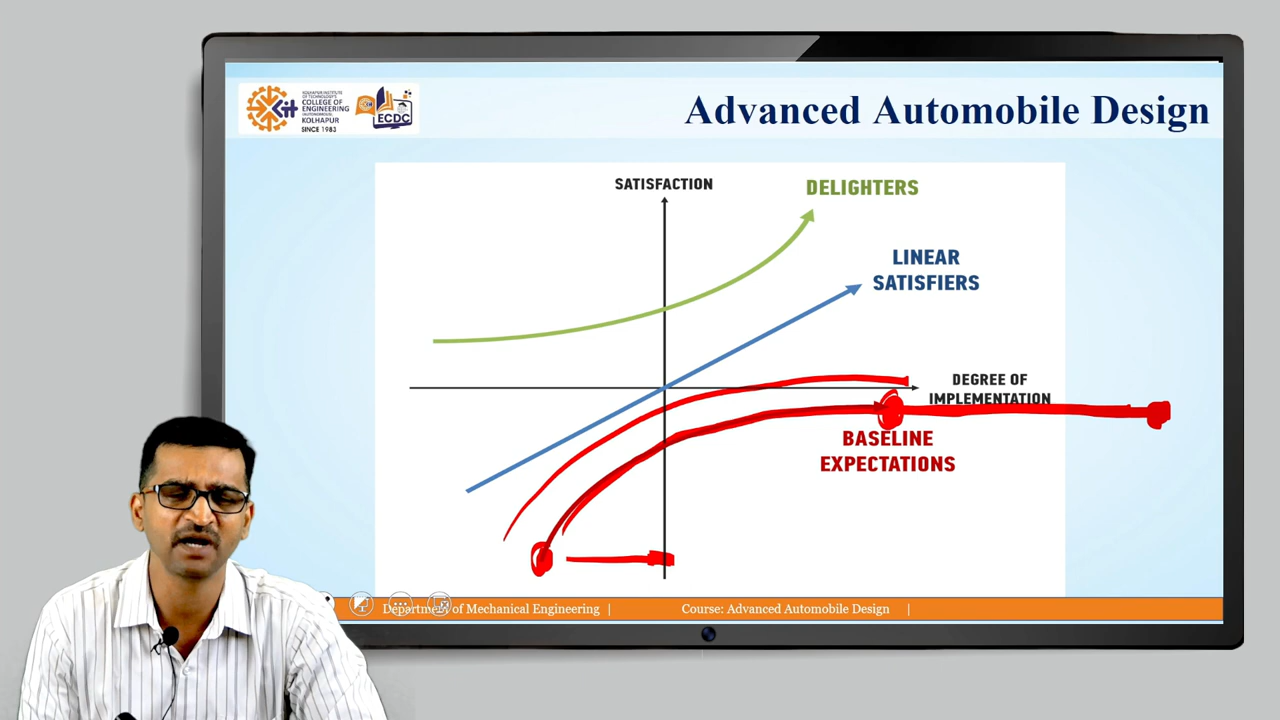 KOLHAPUR INSTITUTE
OF TECHNOLOGY'S
COLLEGE OF
ENGINEERING
(AUTONOMOUS),
KOLHAPUR
SINCE 1983
ECDC
Advanced Automobile Design
SATISFACTION
DELIGHTERS
LINEAR
SATISFIERS
DEGREE OF
IMPLEMENTATION
BASELINE
EXPECTATIONS
Department of Mechanical Engineering |
Course: Advanced Automobile Design |